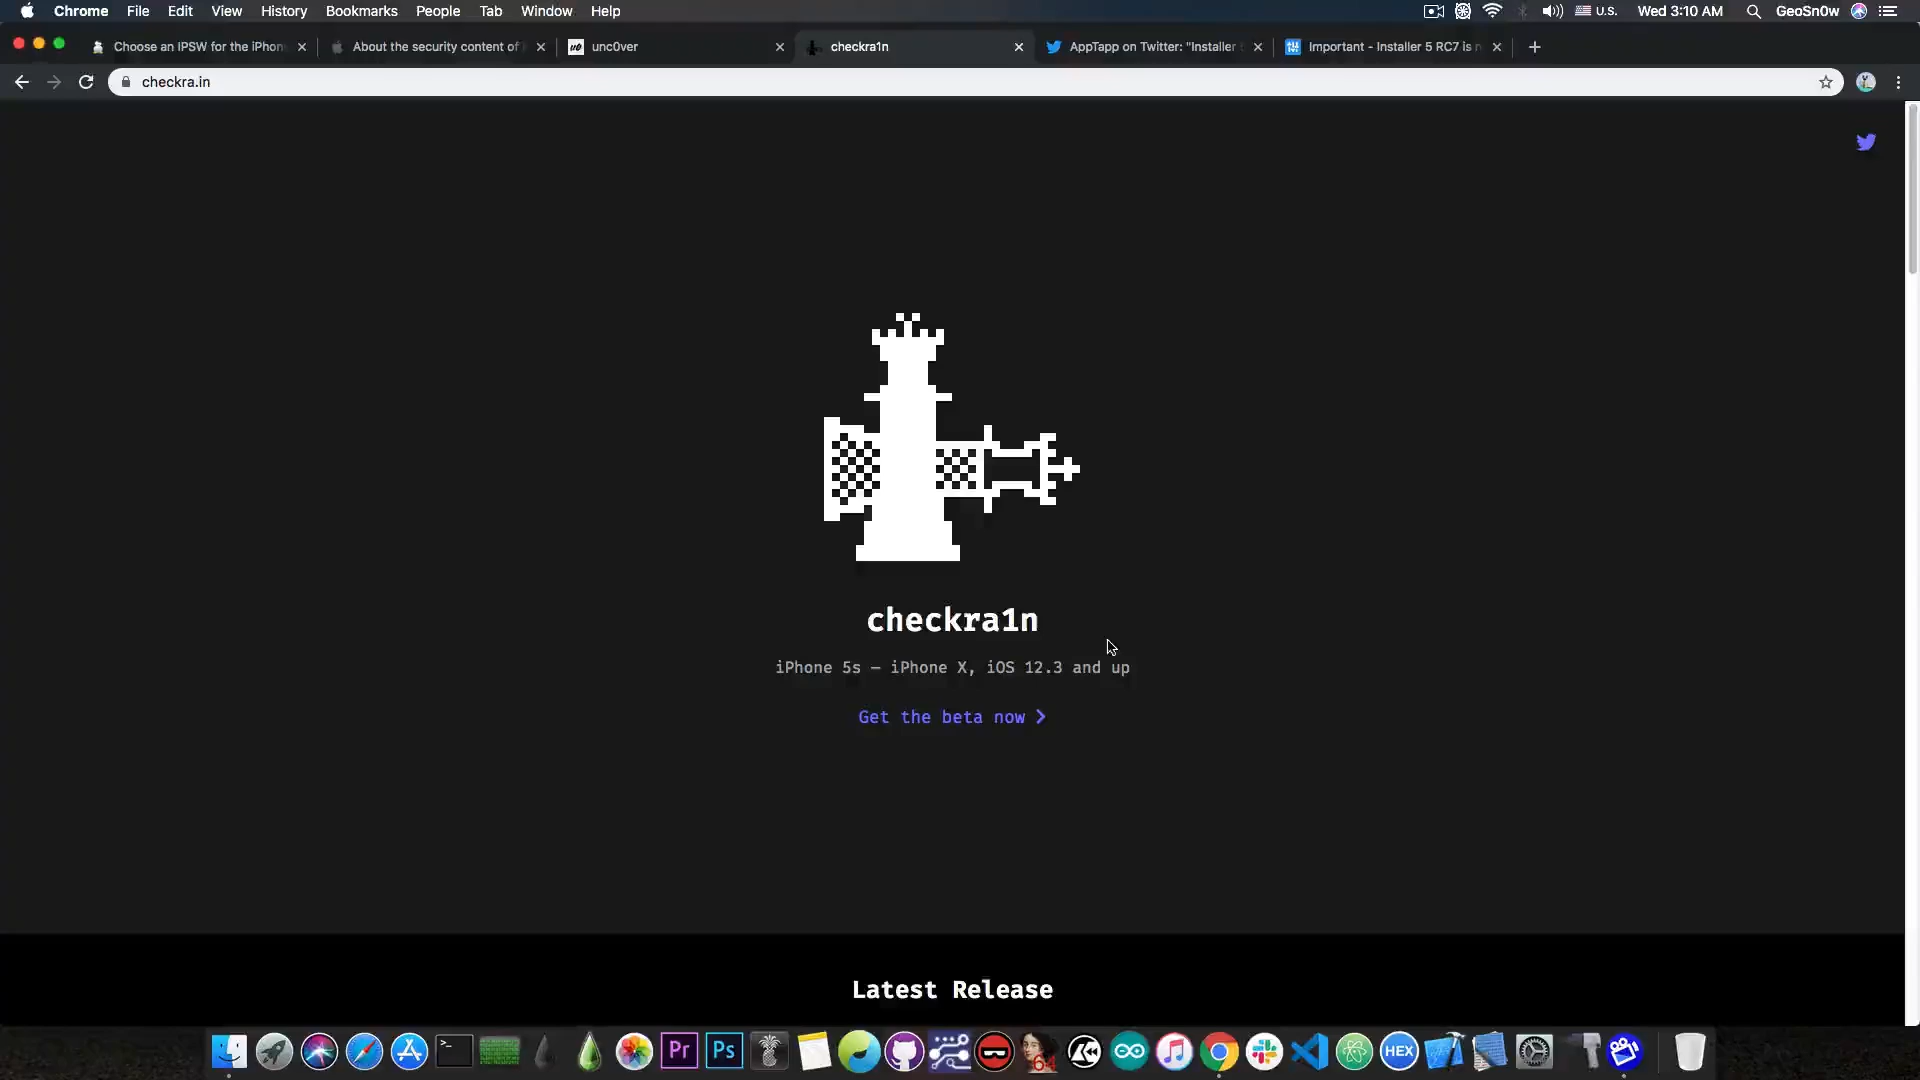 Chrome File Edit View History Bookmarks People Tab Window Help U.S. Wed 3:10 AM GeoSn0w
Choose an IPSW for the iPhon About the security content of unc0ver checkra1n AppTapp on Twitter: "Installer Important - Installer 5 RC7 is
checkra.in
checkra1n
iPhone 5s – iPhone X, iOS 12.3 and up
Get the beta now
Latest Release
Pr Ps 64 HEX